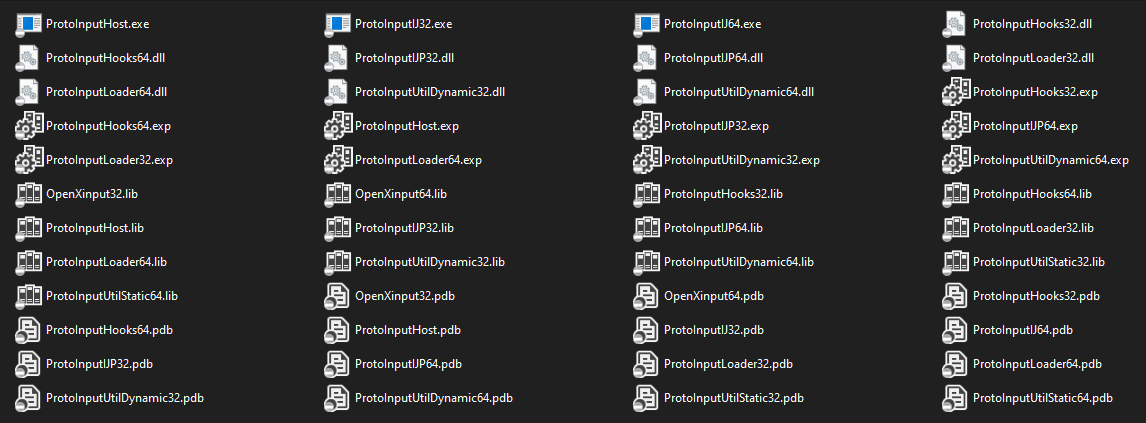 ProtoInputHost.exe ProtoInputIJ32.exe ProtoInputIJ64.exe ProtoInputHooks32.dll
ProtoInputHooks64.dll ProtoInputIJP32.dll ProtoInputIJP64.dll ProtoInputLoader32.dll
ProtoInputLoader64.dll ProtoInputUtilDynamic32.dll ProtoInputUtilDynamic64.dll ProtoInputHooks32.exp
ProtoInputHooks64.exp ProtoInputHost.exp ProtoInputIJP32.exp ProtoInputIJP64.exp
ProtoInputLoader32.exp ProtoInputLoader64.exp ProtoInputUtilDynamic32.exp ProtoInputUtilDynamic64.exp
OpenXinput32.lib OpenXinput64.lib ProtoInputHooks32.lib ProtoInputHooks64.lib
ProtoInputHost.lib ProtoInputIJP32.lib ProtoInputIJP64.lib ProtoInputLoader32.lib
ProtoInputLoader64.lib ProtoInputUtilDynamic32.lib ProtoInputUtilDynamic64.lib ProtoInputUtilStatic32.lib
ProtoInputUtilStatic64.lib OpenXinput32.pdb OpenXinput64.pdb ProtoInputHooks32.pdb
ProtoInputHooks64.pdb ProtoInputHost.pdb ProtoInputIJ32.pdb ProtoInputIJ64.pdb
ProtoInputIJP32.pdb ProtoInputIJP64.pdb ProtoInputLoader32.pdb ProtoInputLoader64.pdb
ProtoInputUtilDynamic32.pdb ProtoInputUtilDynamic64.pdb ProtoInputUtilStatic32.pdb ProtoInputUtilStatic64.pdb